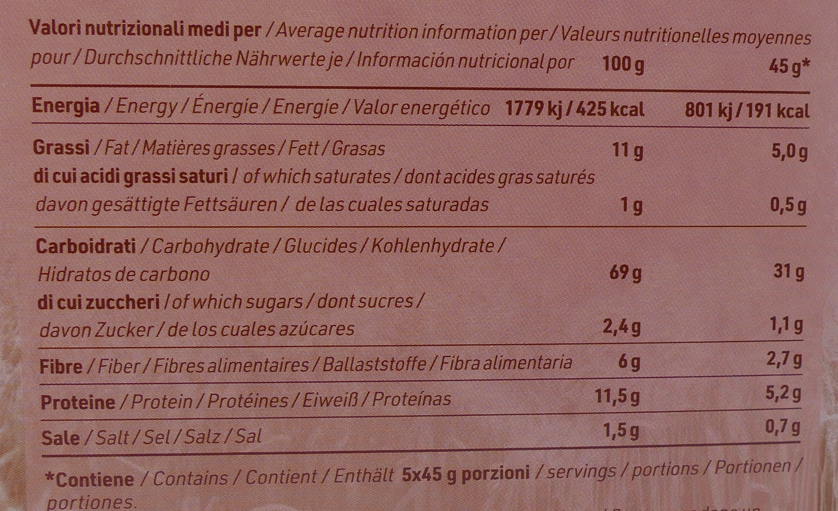 Valori nutrizionali medi per / Average nutrition information per / Valeurs nutritionelles moyennes
pour / Durchschnittliche Nährwerte je / Información nutricional por 100 g 45 g*
Energia / Energy / Énergie / Energie / Valor energético 1779 kj / 425 kcal 801 kj / 191 kcal
Grassi / Fat / Matières grasses / Fett / Grasas 11 g 5,0 g
di cui acidi grassi saturi / of which saturates / dont acides gras saturés
davon gesättigte Fettsäuren / de las cuales saturadas 1 g 0,5 g
Carboidrati / Carbohydrate / Glucides / Kohlenhydrate /
Hidratos de carbono 69 g 31 g
di cui zuccheri / of which sugars / dont sucres /
davon Zucker / de los cuales azúcares 2,4 g 1,1 g
Fibre / Fiber / Fibres alimentaires / Ballaststoffe / Fibra alimentaria 6 g 2,7 g
Proteine / Protein / Protéines / Eiweiß / Proteínas 11,5 g 5,2 g
Sale / Salt / Sel / Salz / Sal 1,5 g 0,7 g
*Contiene / Contains / Contient / Enthält 5x45 g porzioni / servings / portions / Portionen /
portiones.